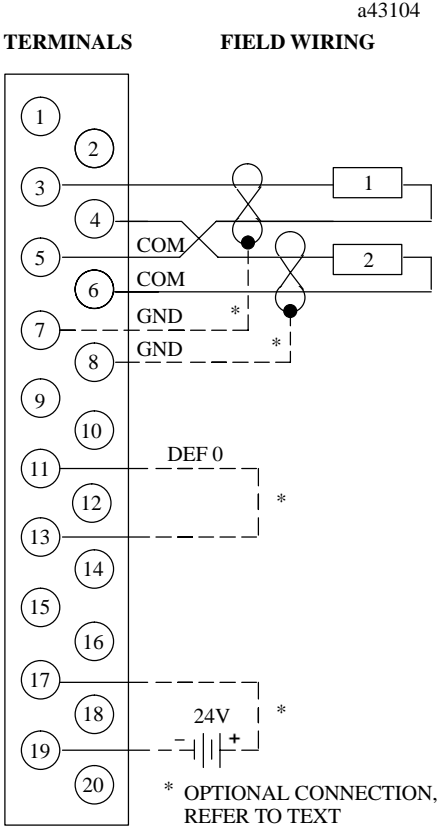 a43104
TERMINALS FIELD WIRING
1
2
3
1
4
5
COM
2
6
COM
7
GND
*
8
GND
*
9
10
11
DEF 0
12
*
13
14
15
16
17
18
24V
*
19
− +
20
* OPTIONAL CONNECTION,
REFER TO TEXT